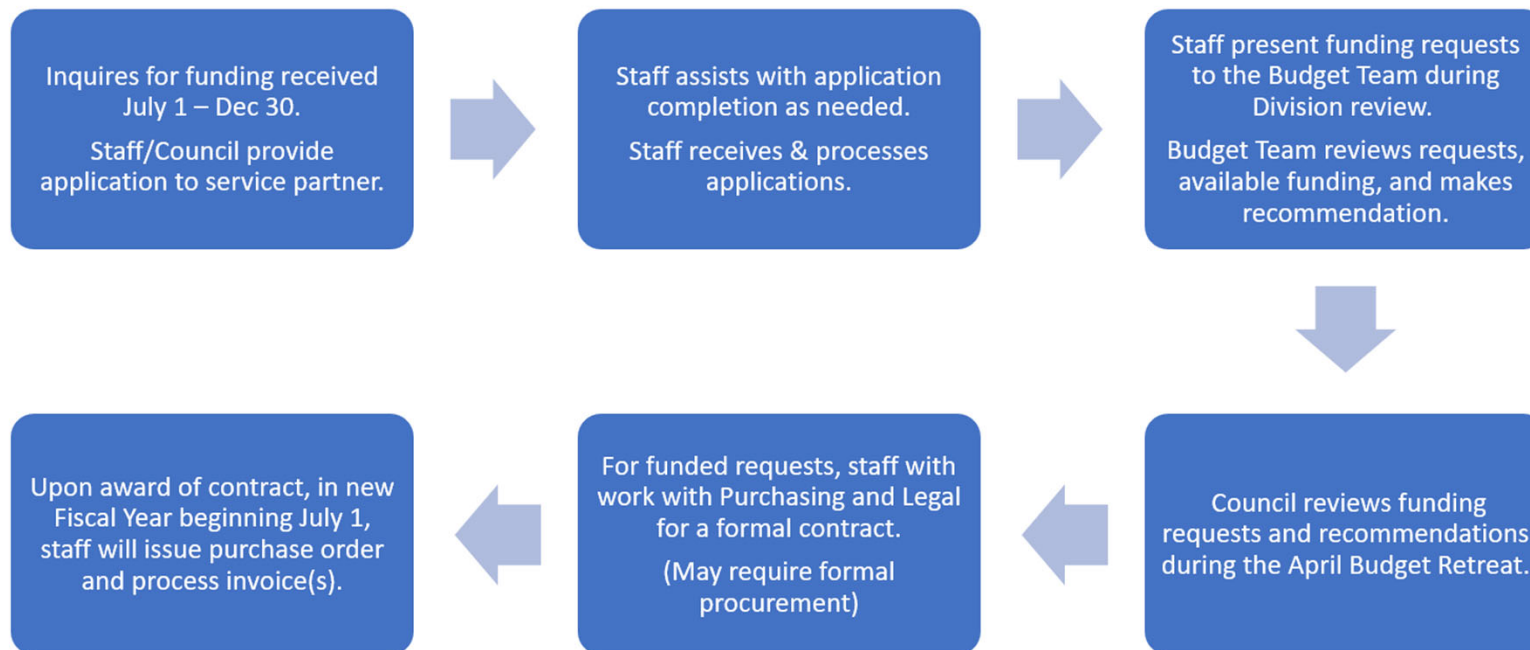 Inquires for funding received
July 1 – Dec 30.
Staff/Council provide
application to service partner.
Staff assists with application
completion as needed.
Staff receives & processes
applications.
Staff present funding requests
to the Budget Team during
Division review.
Budget Team reviews requests,
available funding, and makes
recommendation.
Council reviews funding
requests and recommendations
during the April Budget Retreat.
For funded requests, staff with
work with Purchasing and Legal
for a formal contract.
(May require formal
procurement)
Upon award of contract, in new
Fiscal Year beginning July 1,
staff will issue purchase order
and process invoice(s).